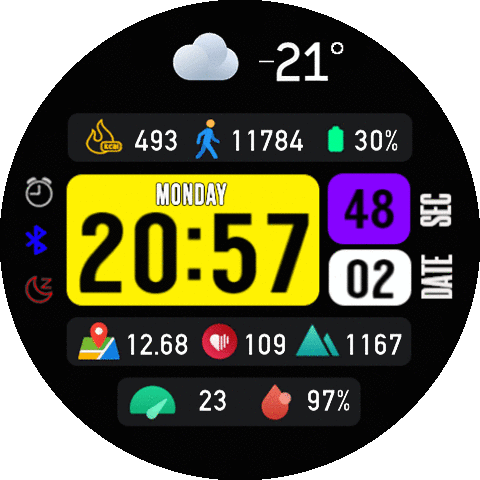 -21°
KCAL 493 11784 30%
MONDAY
20:57 48 SEC
02 DATE
Z
12.68 109 1167
23 97%